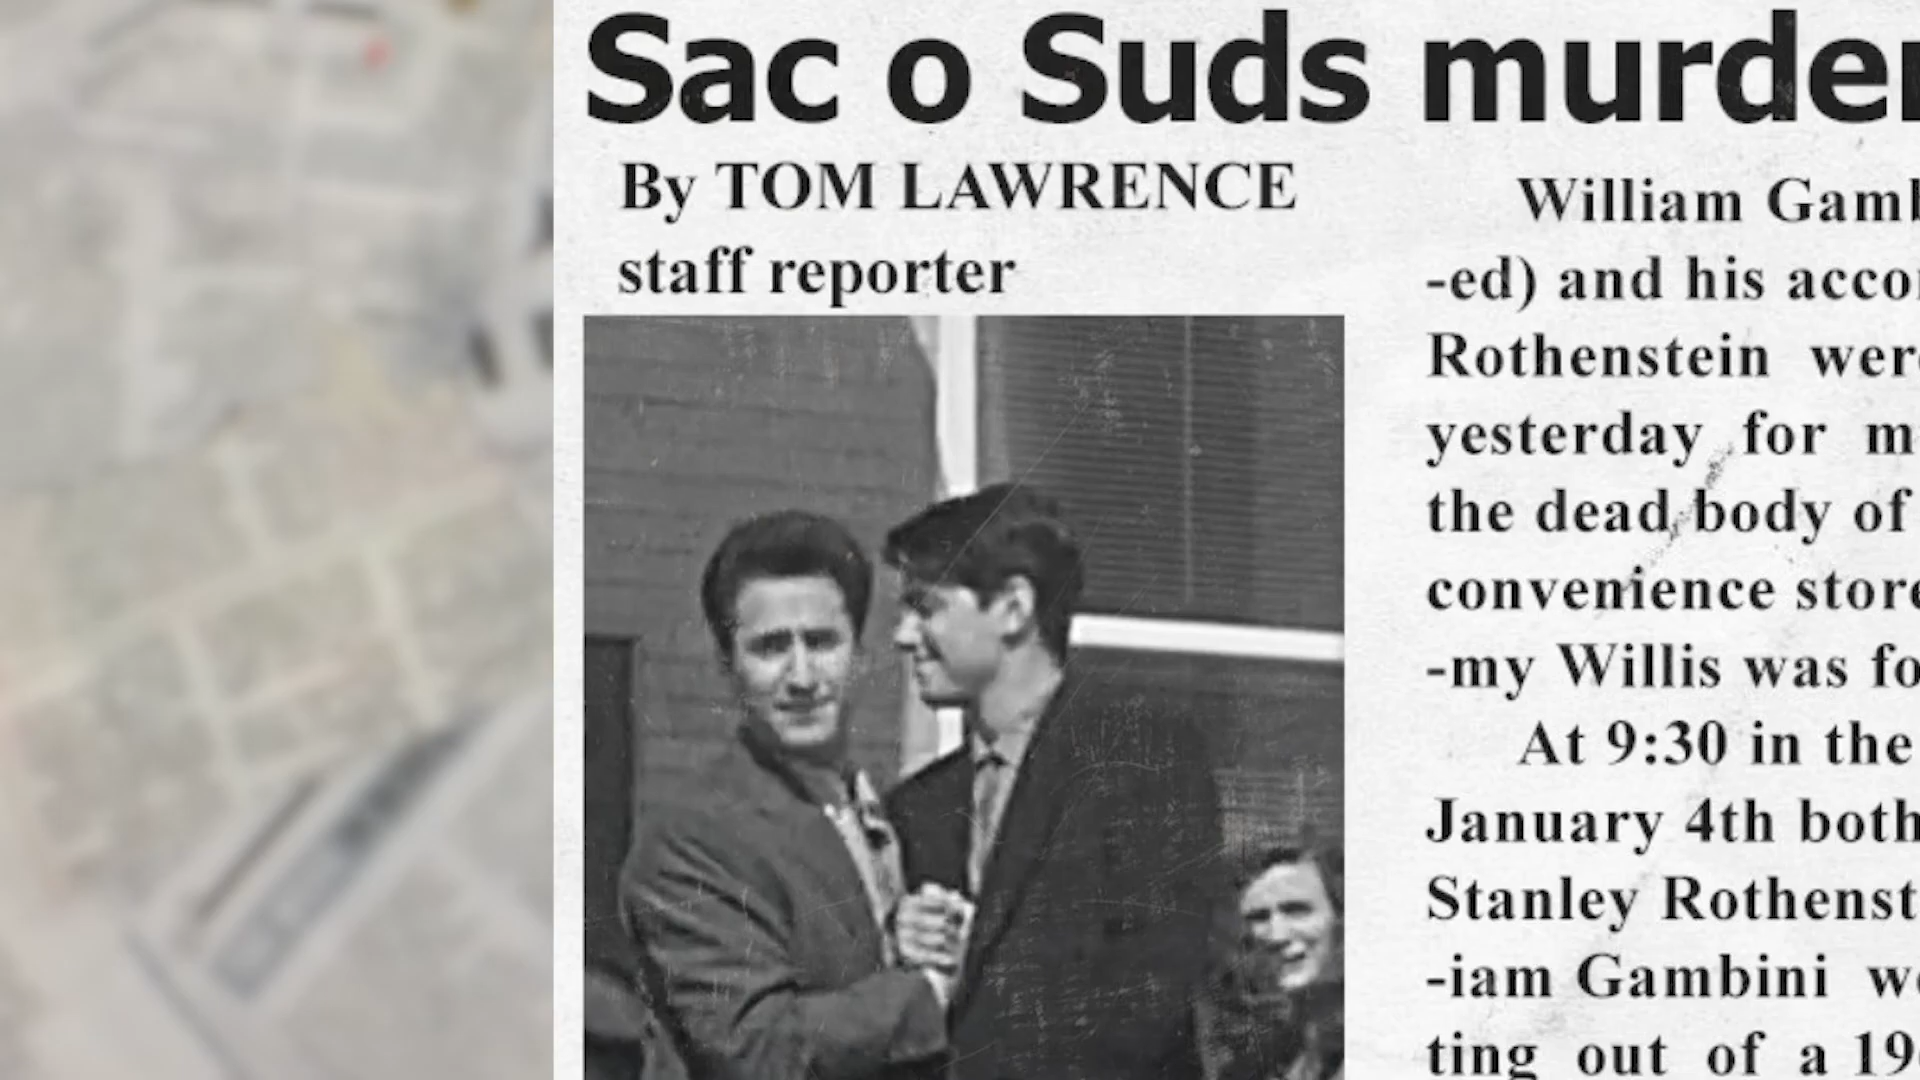 Sac o Suds murder
By TOM LAWRENCE
staff reporter
William Gamb
-ed) and his acco
Rothenstein were
yesterday for m
the dead body of
convenience store
-my Willis was fo
At 9:30 in the
January 4th both
Stanley Rothenst
-iam Gambini we
ting out of a 19